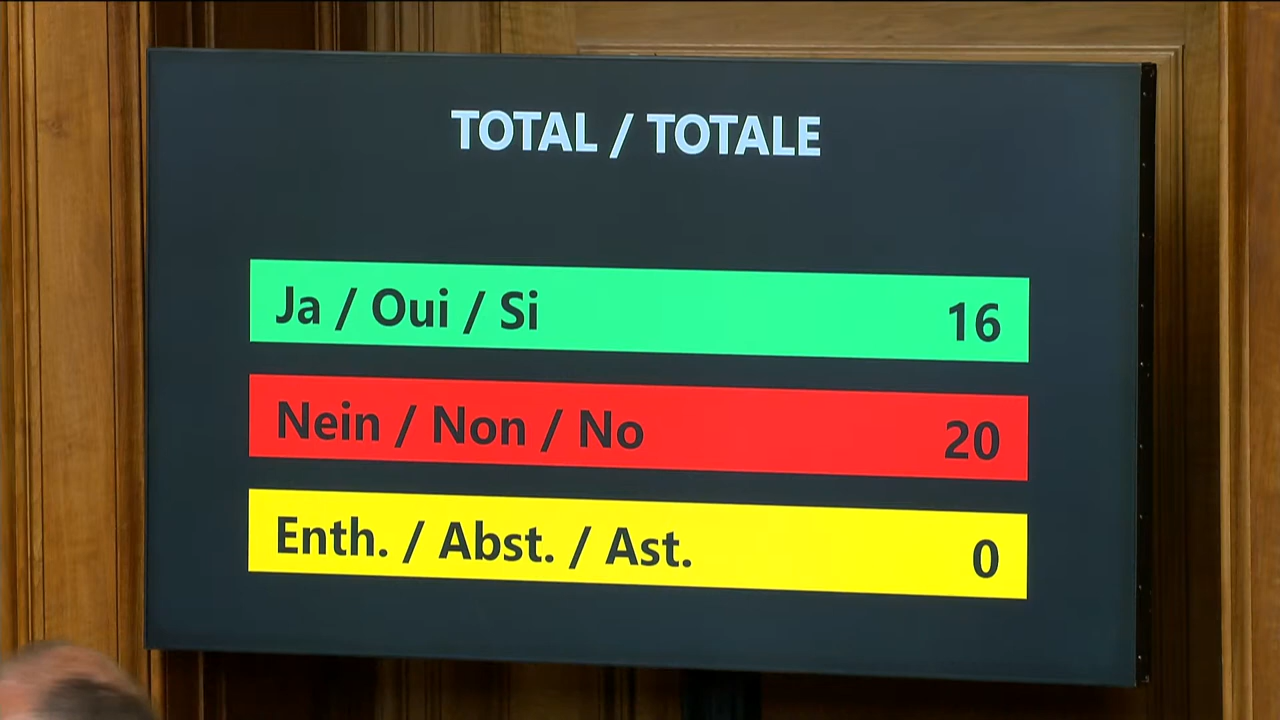 TOTAL / TOTALE
Ja / Oui / Si 16
Nein / Non / No 20
Enth. / Abst. / Ast. 0